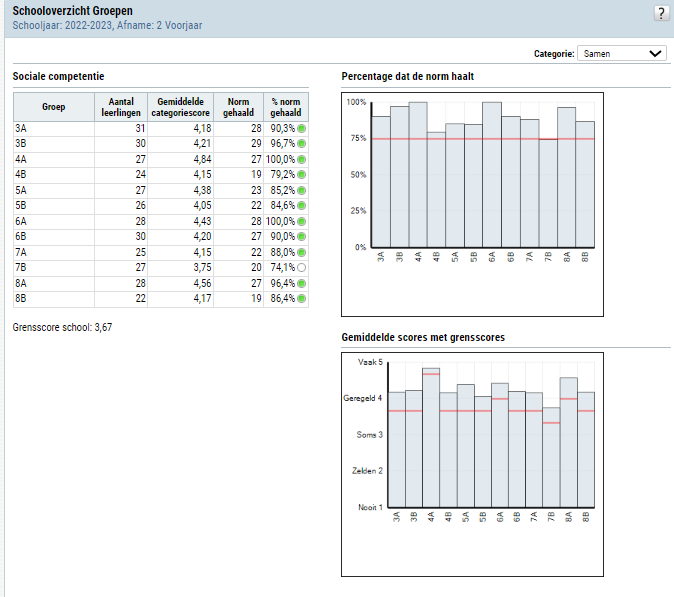 Schooloverzicht Groepen
Schooljaar: 2022-2023, Afname: 2 Voorjaar
?
Categorie: Samen
Sociale competentie
Groep Aantal leerlingen Gemiddelde categoriescore Norm gehaald % norm gehaald
3A 31 4,18 28 90,3%
3B 30 4,21 29 96,7%
4A 27 4,84 27 100,0%
4B 24 4,15 19 79,2%
5A 27 4,38 23 85,2%
5B 26 4,05 22 84,6%
6A 28 4,43 28 100,0%
6B 30 4,20 27 90,0%
7A 25 4,15 22 88,0%
7B 27 3,75 20 74,1%
8A 28 4,56 27 96,4%
8B 22 4,17 19 86,4%
Grensscore school: 3,67
Percentage dat de norm haalt
100%
75%
50%
25%
0%
3A 3B 4A 4B 5A 5B 6A 6B 7A 7B 8A 8B
Gemiddelde scores met grensscores
Vaak 5
Geregeld 4
Soms 3
Zelden 2
Nooit 1
3A 3B 4A 4B 5A 5B 6A 6B 7A 7B 8A 8B